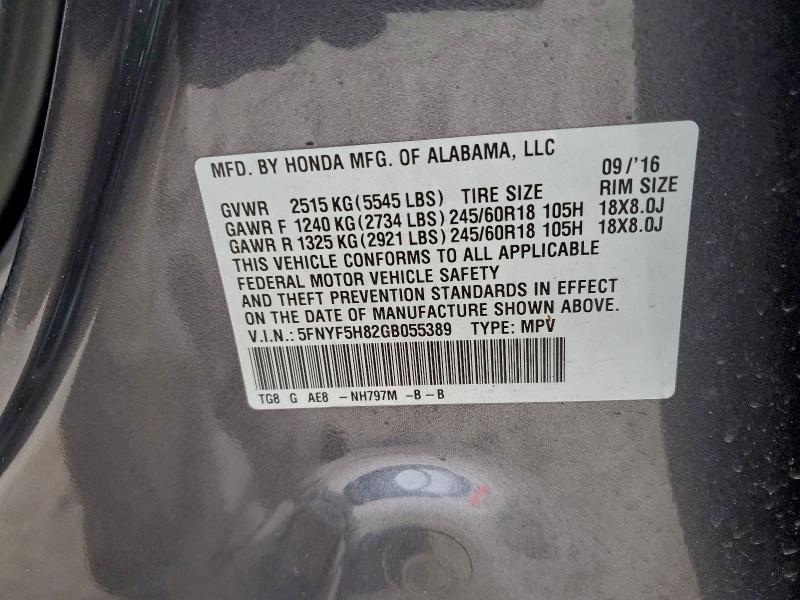 MFD. BY HONDA MFG. OF ALABAMA, LLC 09/'16
GVWR 2515 KG(5545 LBS) TIRE SIZE RIM SIZE
GAWR F 1240 KG(2734 LBS) 245/60R18 105H 18X8.0J
GAWR R 1325 KG(2921 LBS) 245/60R18 105H 18X8.0J
THIS VEHICLE CONFORMS TO ALL APPLICABLE
FEDERAL MOTOR VEHICLE SAFETY
AND THEFT PREVENTION STANDARDS IN EFFECT
ON THE DATE OF MANUFACTURE SHOWN ABOVE.
V.I.N.: 5FNYF5H82GB055389 TYPE: MPV
TG8 G AE8 -NH797M -B-B